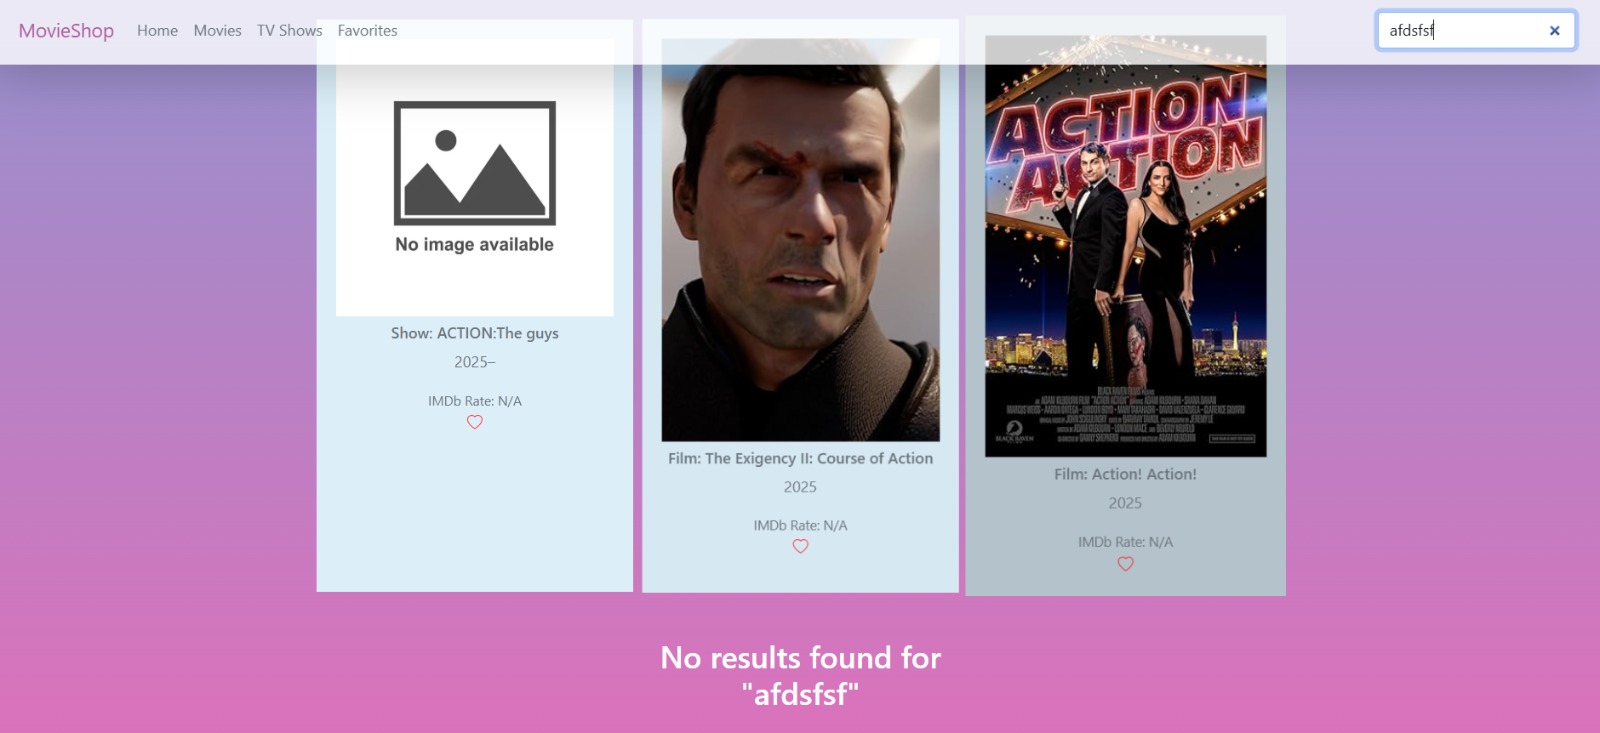 MovieShop Home Movies TV Shows Favorites afdsfsf
No image available
Show: ACTION:The guys
2025–
IMDb Rate: N/A
Film: The Exigency II: Course of Action
2025
IMDb Rate: N/A
ACTION
ACTION
BLACK RAVEN
Film: Action! Action!
2025
IMDb Rate: N/A
No results found for
"afdsfsf"